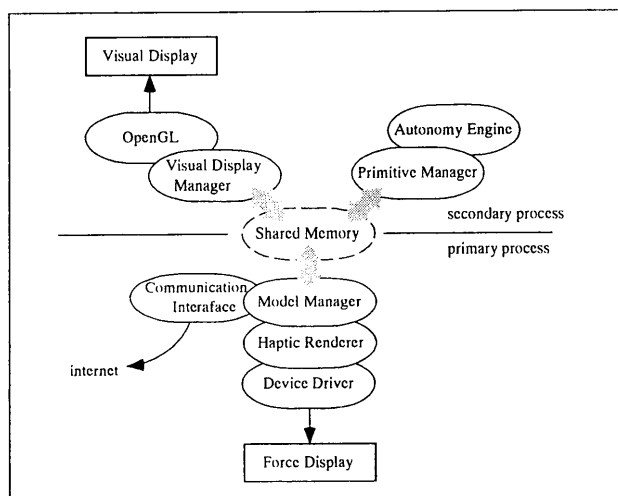 Visual Display
OpenGL
Autonomy Engine
Visual Display
Manager
Primitive Manager
secondary process
Shared Memory
primary process
Communication
Interaface
Model Manager
Haptic Renderer
internet
Device Driver
Force Display